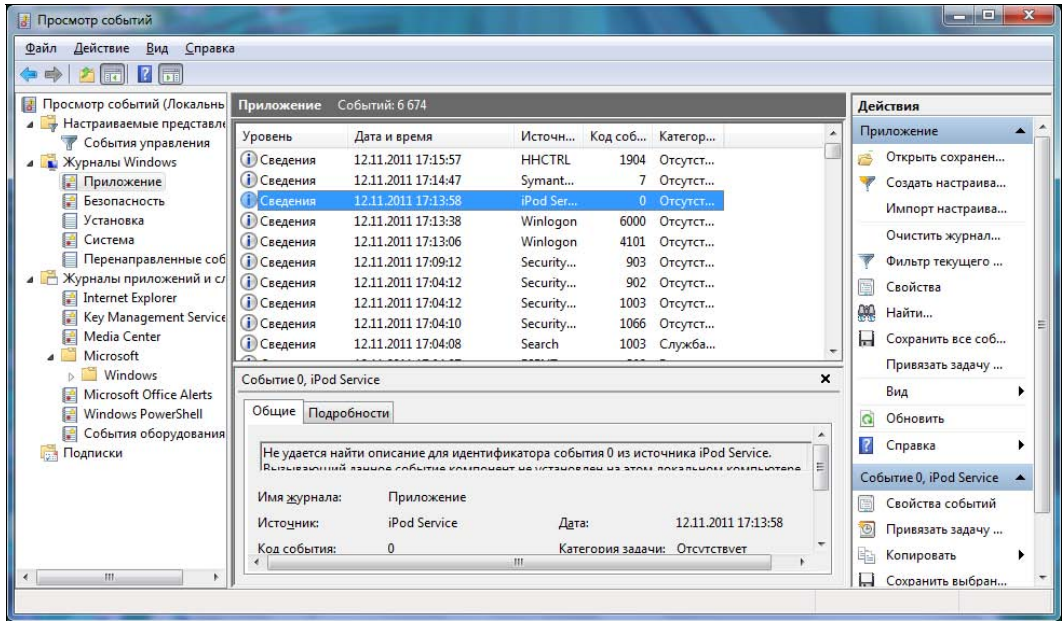 Просмотр событий
Файл Действие Вид Справка
Просмотр событий (Локальнь
Настраиваемые представле
События управления
Журналы Windows
Приложение
Безопасность
Установка
Система
Перенаправленные соб
Журналы приложений и сл
Internet Explorer
Key Management Service
Media Center
Microsoft
Windows
Microsoft Office Alerts
Windows PowerShell
События оборудования
Подписки
Приложение Событий: 6 674
Уровень Дата и время Источн... Код соб... Категор...
Сведения 12.11.2011 17:15:57 HHCTRL 1904 Отсутст...
Сведения 12.11.2011 17:14:47 Symant... 7 Отсутст...
Сведения 12.11.2011 17:13:58 iPod Ser... 0 Отсутст...
Сведения 12.11.2011 17:13:38 Winlogon 6000 Отсутст...
Сведения 12.11.2011 17:13:06 Winlogon 4101 Отсутст...
Сведения 12.11.2011 17:09:12 Security... 903 Отсутст...
Сведения 12.11.2011 17:04:12 Security... 902 Отсутст...
Сведения 12.11.2011 17:04:12 Security... 1003 Отсутст...
Сведения 12.11.2011 17:04:10 Security... 1066 Отсутст...
Сведения 12.11.2011 17:04:08 Search 1003 Служба...
Событие 0, iPod Service
Общие Подробности
Не удается найти описание для идентификатора события 0 из источника iPod Service.
Вызывающий данное событие компонент не установлен на этом локальном компьютере
Имя журнала: Приложение
Источник: iPod Service Дата: 12.11.2011 17:13:58
Код события: 0 Категория задачи: Отсутствует
Действия
Приложение
Открыть сохранен...
Создать настраива...
Импорт настраива...
Очистить журнал...
Фильтр текущего ...
Свойства
Найти...
Сохранить все соб...
Привязать задачу ...
Вид
Обновить
Справка
Событие 0, iPod Service
Свойства событий
Привязать задачу ...
Копировать
Сохранить выбран...